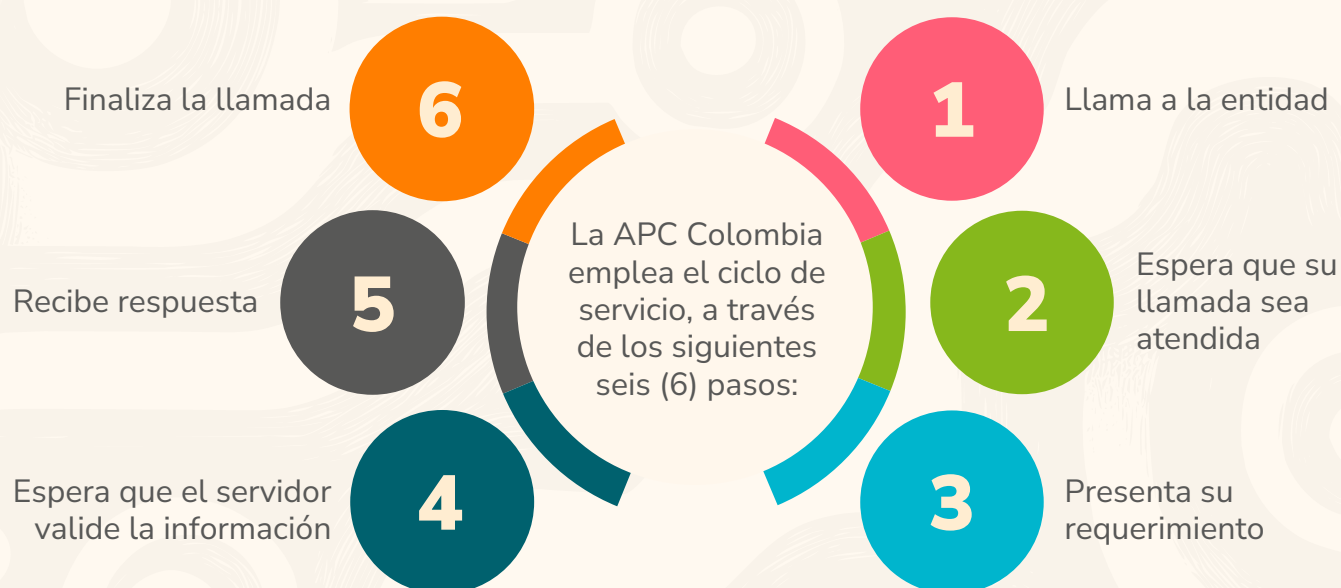 La APC Colombia
emplea el ciclo de
servicio, a través
de los siguientes
seis (6) pasos:
1
Llama a la entidad
2
Espera que su
llamada sea
atendida
3
Presenta su
requerimiento
4
Espera que el servidor
valide la información
5
Recibe respuesta
6
Finaliza la llamada